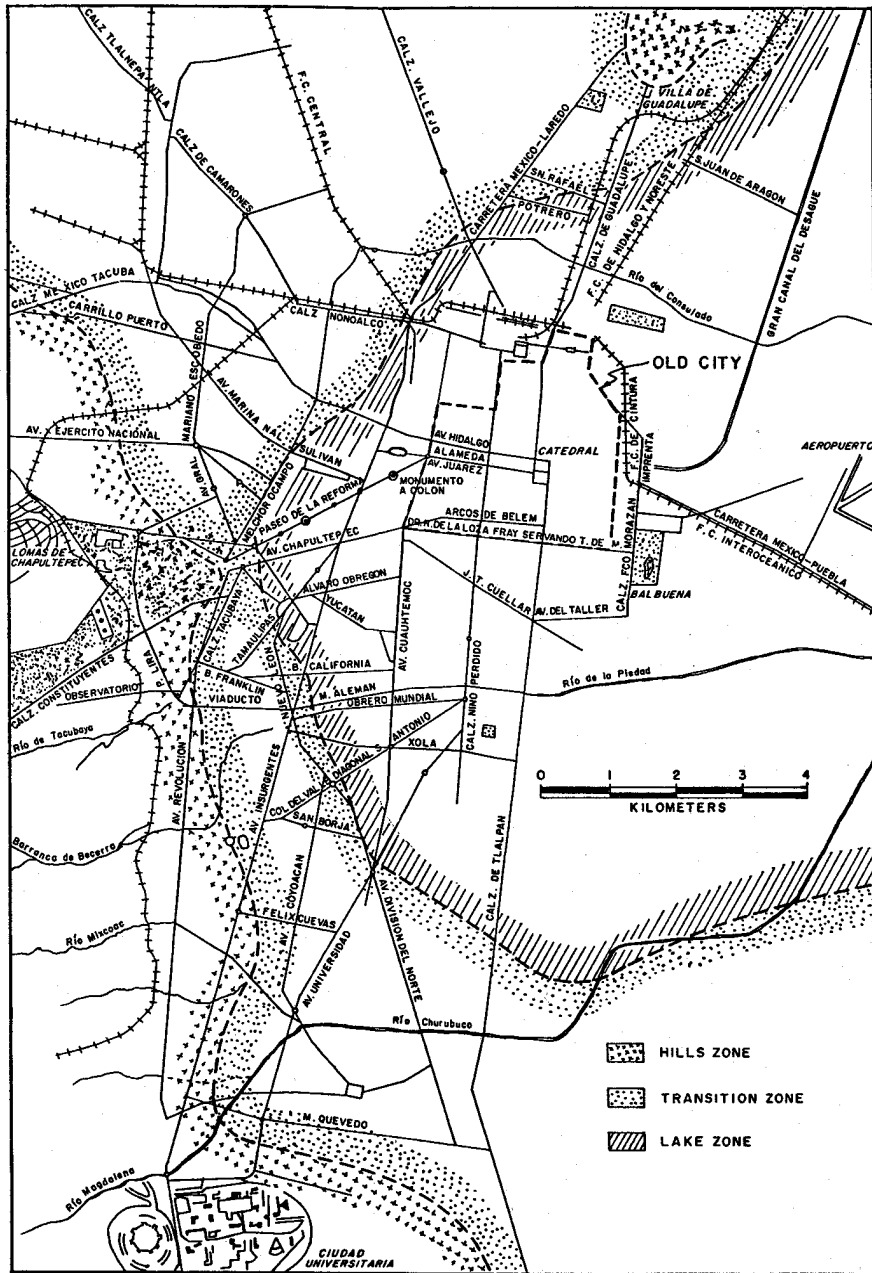 CALZ TLALNEPANTLA
F.C. CENTRAL
CALZ. VALLEJO
CARRETERA MEXICO-LAREDO
VILLA DE
GUADALUPE
CALZ DE CAMARONES
SN. RAFAEL
POTRERO
CALZ. DE GUADALUPE
F.C. DE HIDALGO Y NORESTE
S. JUAN DE ARAGON
GRAN CANAL DEL DESAGUE
Río del Consulado
CALZ MEXICO TACUBA
CARRILLO PUERTO
CALZ NONOALCO
MARIANO ESCOBEDO
OLD CITY
AV. MARINA NAL.
SULIVAN
AV. EJERCITO NACIONAL
AV. GRAL.
AV. HIDALGO
ALAMEDA
AV. JUAREZ
CATEDRAL
F.C. DE CINTURA
IMPRENTA
AEROPUERTO
MELCHOR OCAMPO
PASEO DE LA REFORMA
MONUMENTO
A COLON
ARCOS DE BELEM
DR. R. DE LA LOZA FRAY SERVANDO T. DE M.
CARRETERA MEXICO-PUEBLA
F.C. INTEROCEANICO
LOMAS DE
CHAPULTEPEC
AV. CHAPULTEPEC
ALVARO OBREGON
YUCATAN
AV. CUAUHTEMOC
J. T. CUELLAR
AV. DEL TALLER
CALZ. FCO MORAZAN
BALBUENA
CALZ. TACUBAYA
TAMAULIPAS
NUEVO LEON
B. CALIFORNIA
LIRA
P.
CALZ. CONSTITUYENTES
OBSERVATORIO
B. FRANKLIN
VIADUCTO
M. ALEMAN
OBRERO MUNDIAL
CALZ. NIÑO PERDIDO
Río de la Piedad
Río de Tacubaya
AV. REVOLUCION
AV. INSURGENTES
COL. DEL VALLE
DIAGONAL S. ANTONIO
XOLA
0 1 2 3 4
KILOMETERS
SAN BORJA
Barranca de Becerra
AV. COYOACAN
CALZ. DE TLALPAN
FELIX CUEVAS
Río Mixcoac
AV. UNIVERSIDAD
AV. DIVISION DEL NORTE
Río Churubuco
HILLS ZONE
TRANSITION ZONE
LAKE ZONE
M. QUEVEDO
Río Magdalena
CIUDAD
UNIVERSITARIA